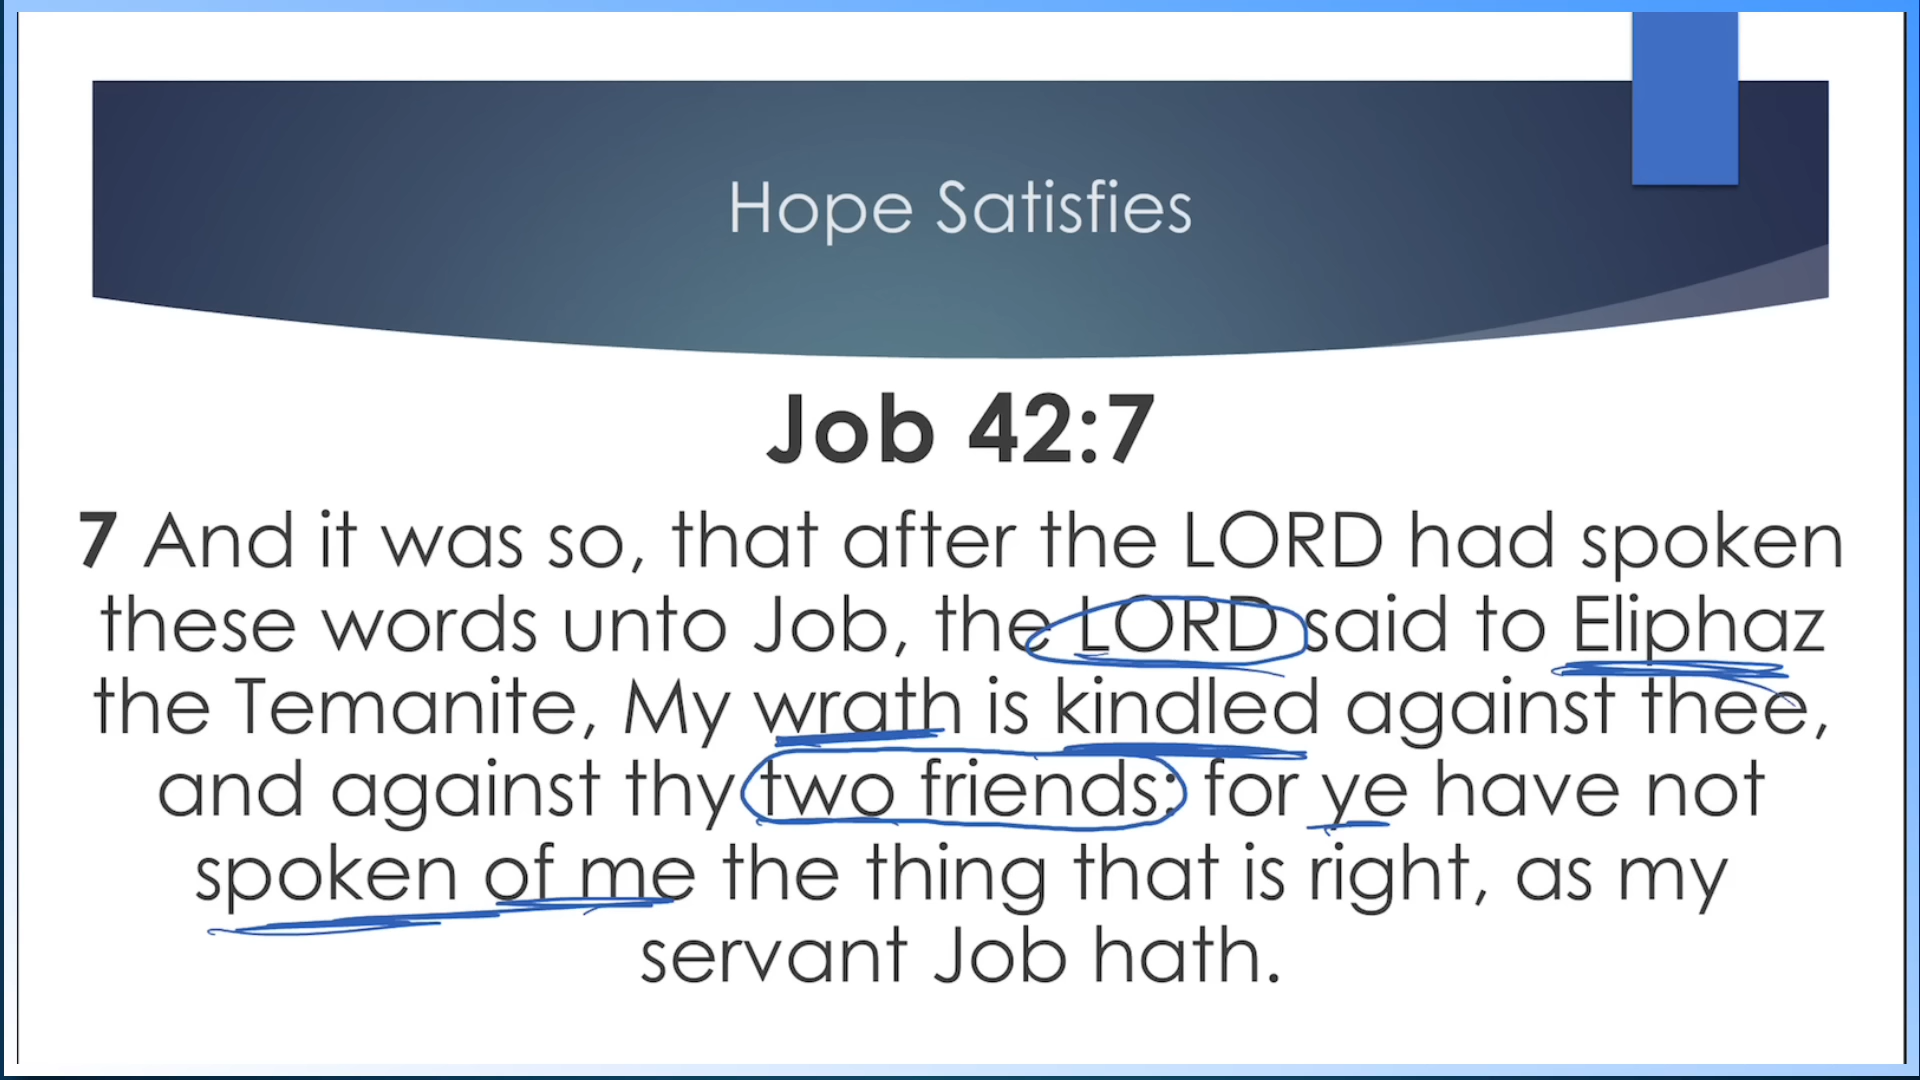 Hope Satisfies
Job 42:7
7 And it was so, that after the LORD had spoken
these words unto Job, the LORD said to Eliphaz
the Temanite, My wrath is kindled against thee,
and against thy two friends: for ye have not
spoken of me the thing that is right, as my
servant Job hath.